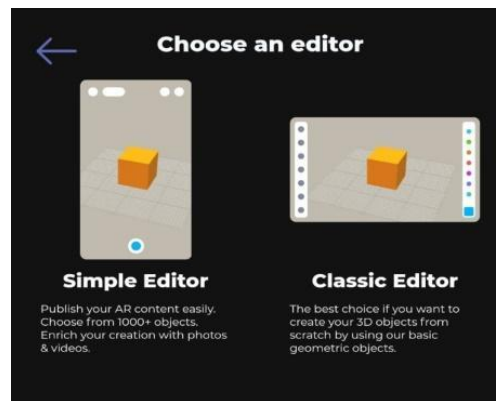 Choose an editor
Simple Editor
Publish your AR content easily.
Choose from 1000+ objects.
Enrich your creation with photos
& videos.
Classic Editor
The best choice if you want to
create your 3D objects from
scratch by using our basic
geometric objects.